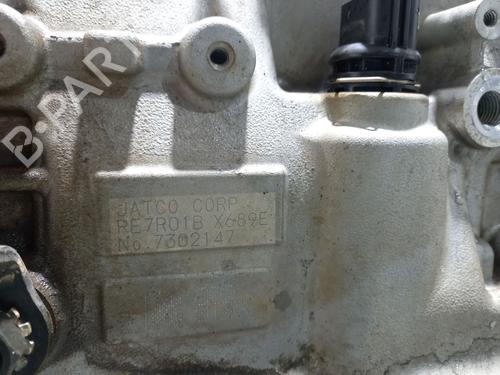 B-PARTS
JATCO CORP
RE7R01B X689E
No.7302147